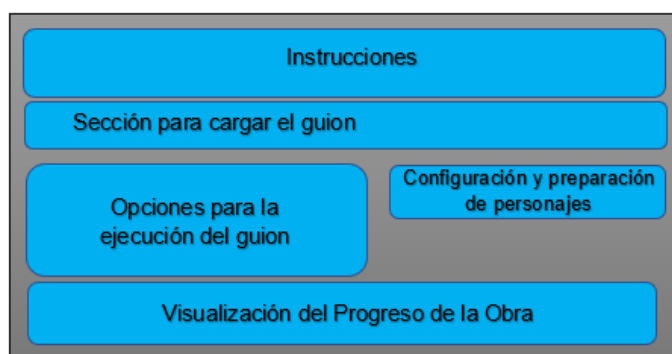 Instrucciones
Sección para cargar el guion
Opciones para la
ejecución del guion
Configuración y preparación
de personajes
Visualización del Progreso de la Obra